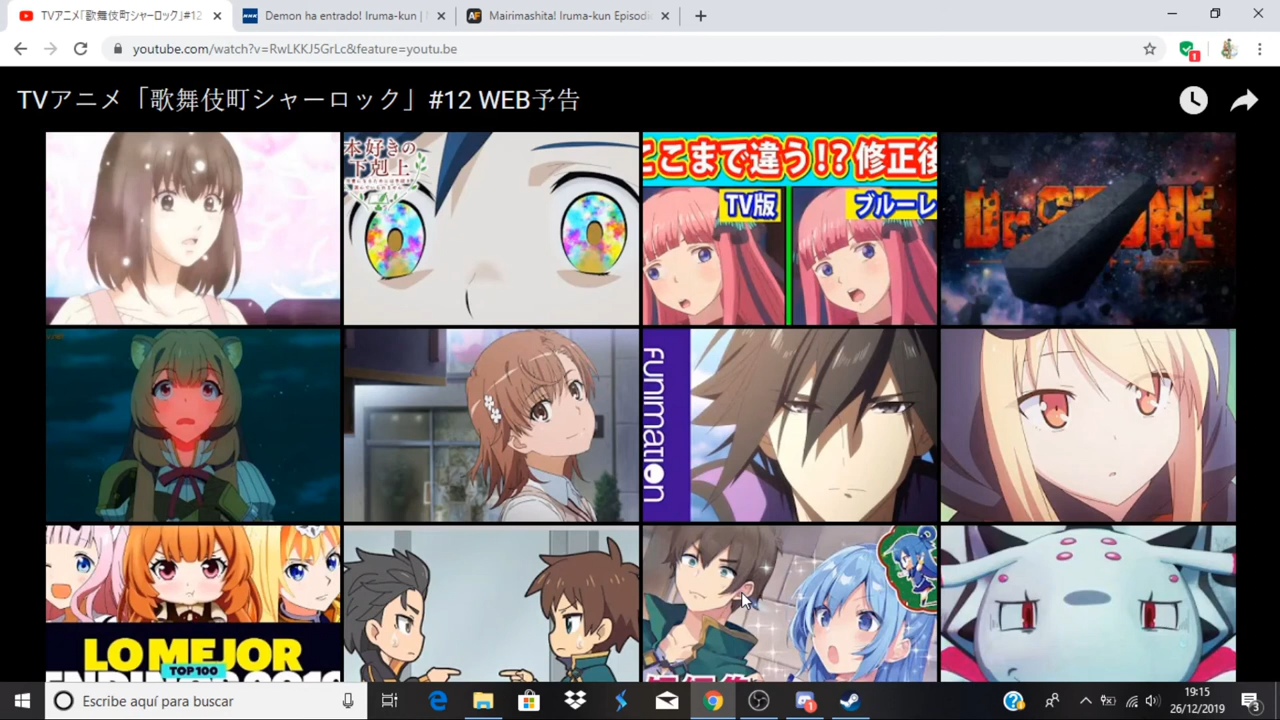 TVアニメ「歌舞伎町シャーロック」#12
Demon ha entrado! Iruma-kun | N
Mairimashita! Iruma-kun Episodi
youtube.com/watch?v=RwLKKJ5GrLc&feature=youtu.be
1
TVアニメ「歌舞伎町シャーロック」#12 WEB予告
本好きの
下剋上
ここまで違う!?修正後
TV版
ブルーレ
Dr.STONE
FUNIMATION
LO MEJOR
TOP 100
Escribe aquí para buscar
19:15
26/12/2019
3